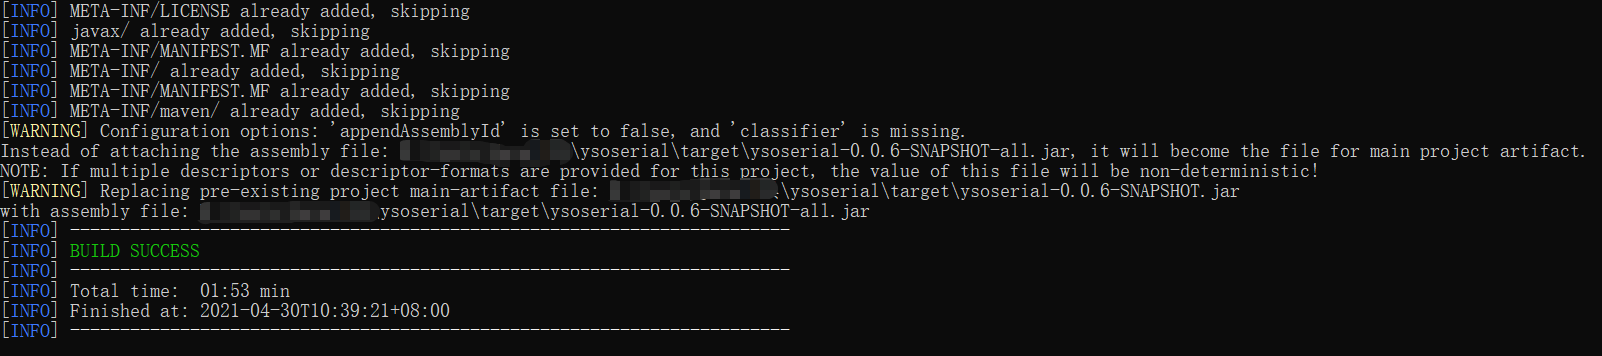 [INFO] META-INF/LICENSE already added, skipping
[INFO] javax/ already added, skipping
[INFO] META-INF/MANIFEST.MF already added, skipping
[INFO] META-INF/ already added, skipping
[INFO] META-INF/MANIFEST.MF already added, skipping
[INFO] META-INF/maven/ already added, skipping
[WARNING] Configuration options: 'appendAssemblyId' is set to false, and 'classifier' is missing.
Instead of attaching the assembly file: \ysoserial\target\ysoserial-0.0.6-SNAPSHOT-all.jar, it will become the file for main project artifact.
NOTE: If multiple descriptors or descriptor-formats are provided for this project, the value of this file will be non-deterministic!
[WARNING] Replacing pre-existing project main-artifact file: \ysoserial\target\ysoserial-0.0.6-SNAPSHOT.jar
with assembly file: ysoserial\target\ysoserial-0.0.6-SNAPSHOT-all.jar
[INFO] ------------------------------------------------------------------------
[INFO] BUILD SUCCESS
[INFO] ------------------------------------------------------------------------
[INFO] Total time:  01:53 min
[INFO] Finished at: 2021-04-30T10:39:21+08:00
[INFO] ------------------------------------------------------------------------